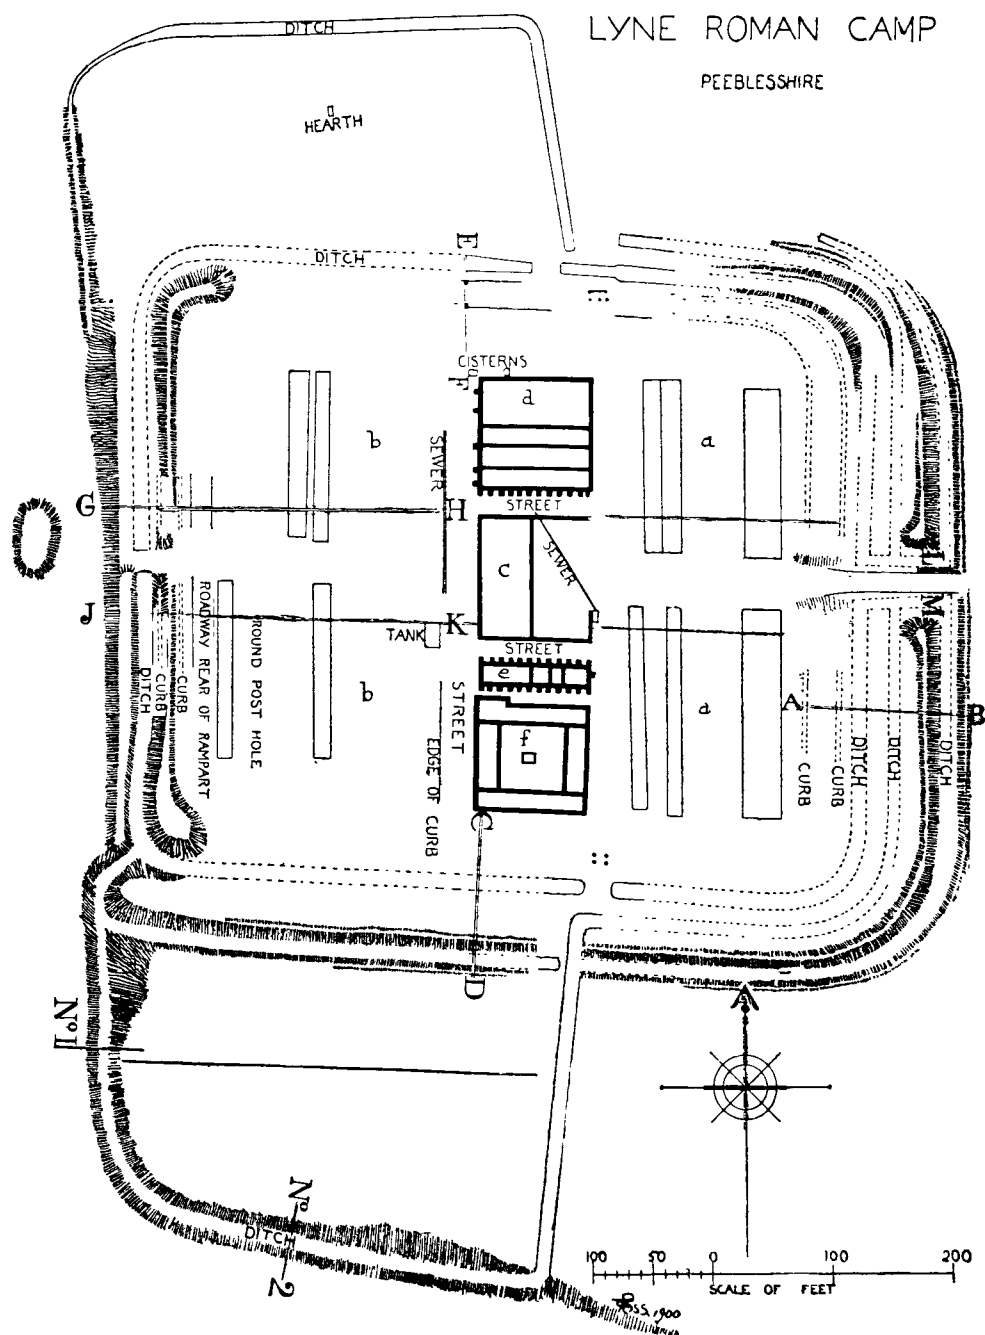 LYNE ROMAN CAMP
PEEBLESSHIRE
DITCH
HEARTH
E
DITCH
CISTERNS
F
d
b
a
SEWER
G
H
STREET
L
SEWER
c
J
K
M
TANK
STREET
ROADWAY REAR OF RAMPART
ROUND POST HOLE
CURB
CURB
DITCH
b
e
STREET
a
A
B
f
EDGE OF CURB
CURB
CURB
DITCH
DITCH
DITCH
C
D
No. 1
No.
2
DITCH
100 50 0 100 200
SCALE OF FEET
1900